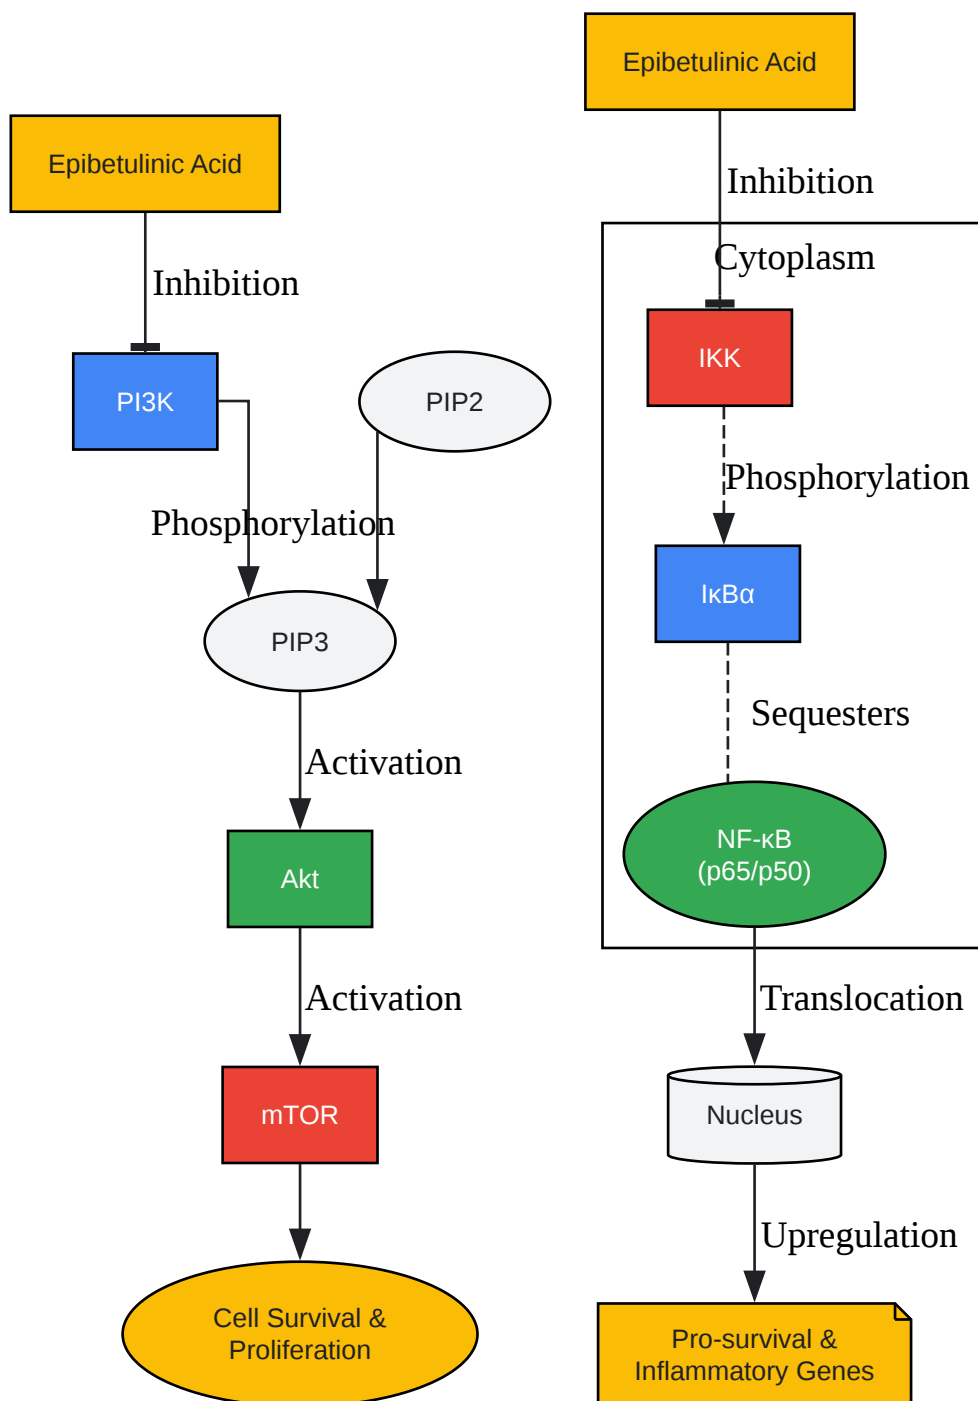 Epibetulinic Acid
Inhibition
PI3K
PIP2
Phosphorylation
PIP3
Activation
Akt
Activation
mTOR
Cell Survival &
Proliferation
Epibetulinic Acid
Inhibition
Cytoplasm
IKK
Phosphorylation
IκBα
Sequesters
NF-κB
(p65/p50)
Translocation
Nucleus
Upregulation
Pro-survival &
Inflammatory Genes